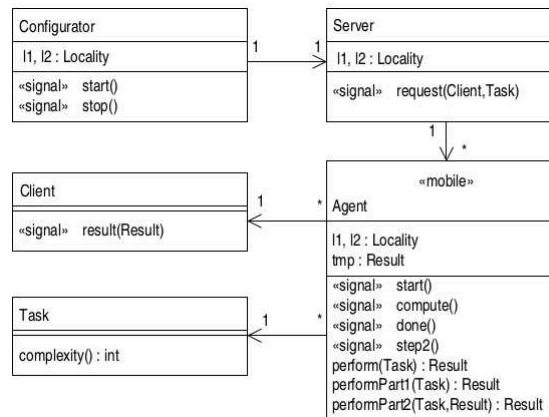 Configurator
l1, l2 : Locality
«signal» start()
«signal» stop()
1
1
Server
l1, l2 : Locality
«signal» request(Client,Task)
1
*
Client
«signal» result(Result)
1
*
«mobile»
Agent
l1, l2 : Locality
tmp : Result
«signal» start()
«signal» compute()
«signal» done()
«signal» step2()
perform(Task) : Result
performPart1(Task) : Result
performPart2(Task,Result) : Result
Task
complexity() : int
1
*